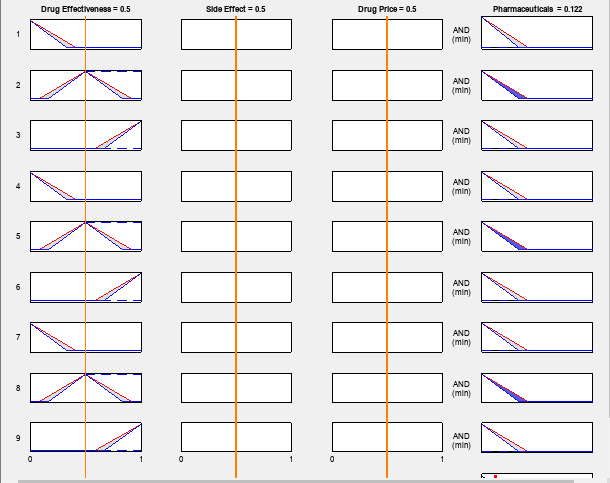 Drug Effectiveness = 0.5 Side Effect = 0.5 Drug Price = 0.5 Pharmaceuticals = 0.122
1 AND
(min)
2 AND
(min)
3 AND
(min)
4 AND
(min)
5 AND
(min)
6 AND
(min)
7 AND
(min)
8 AND
(min)
9 AND
(min)
0 1 0 1 0 1